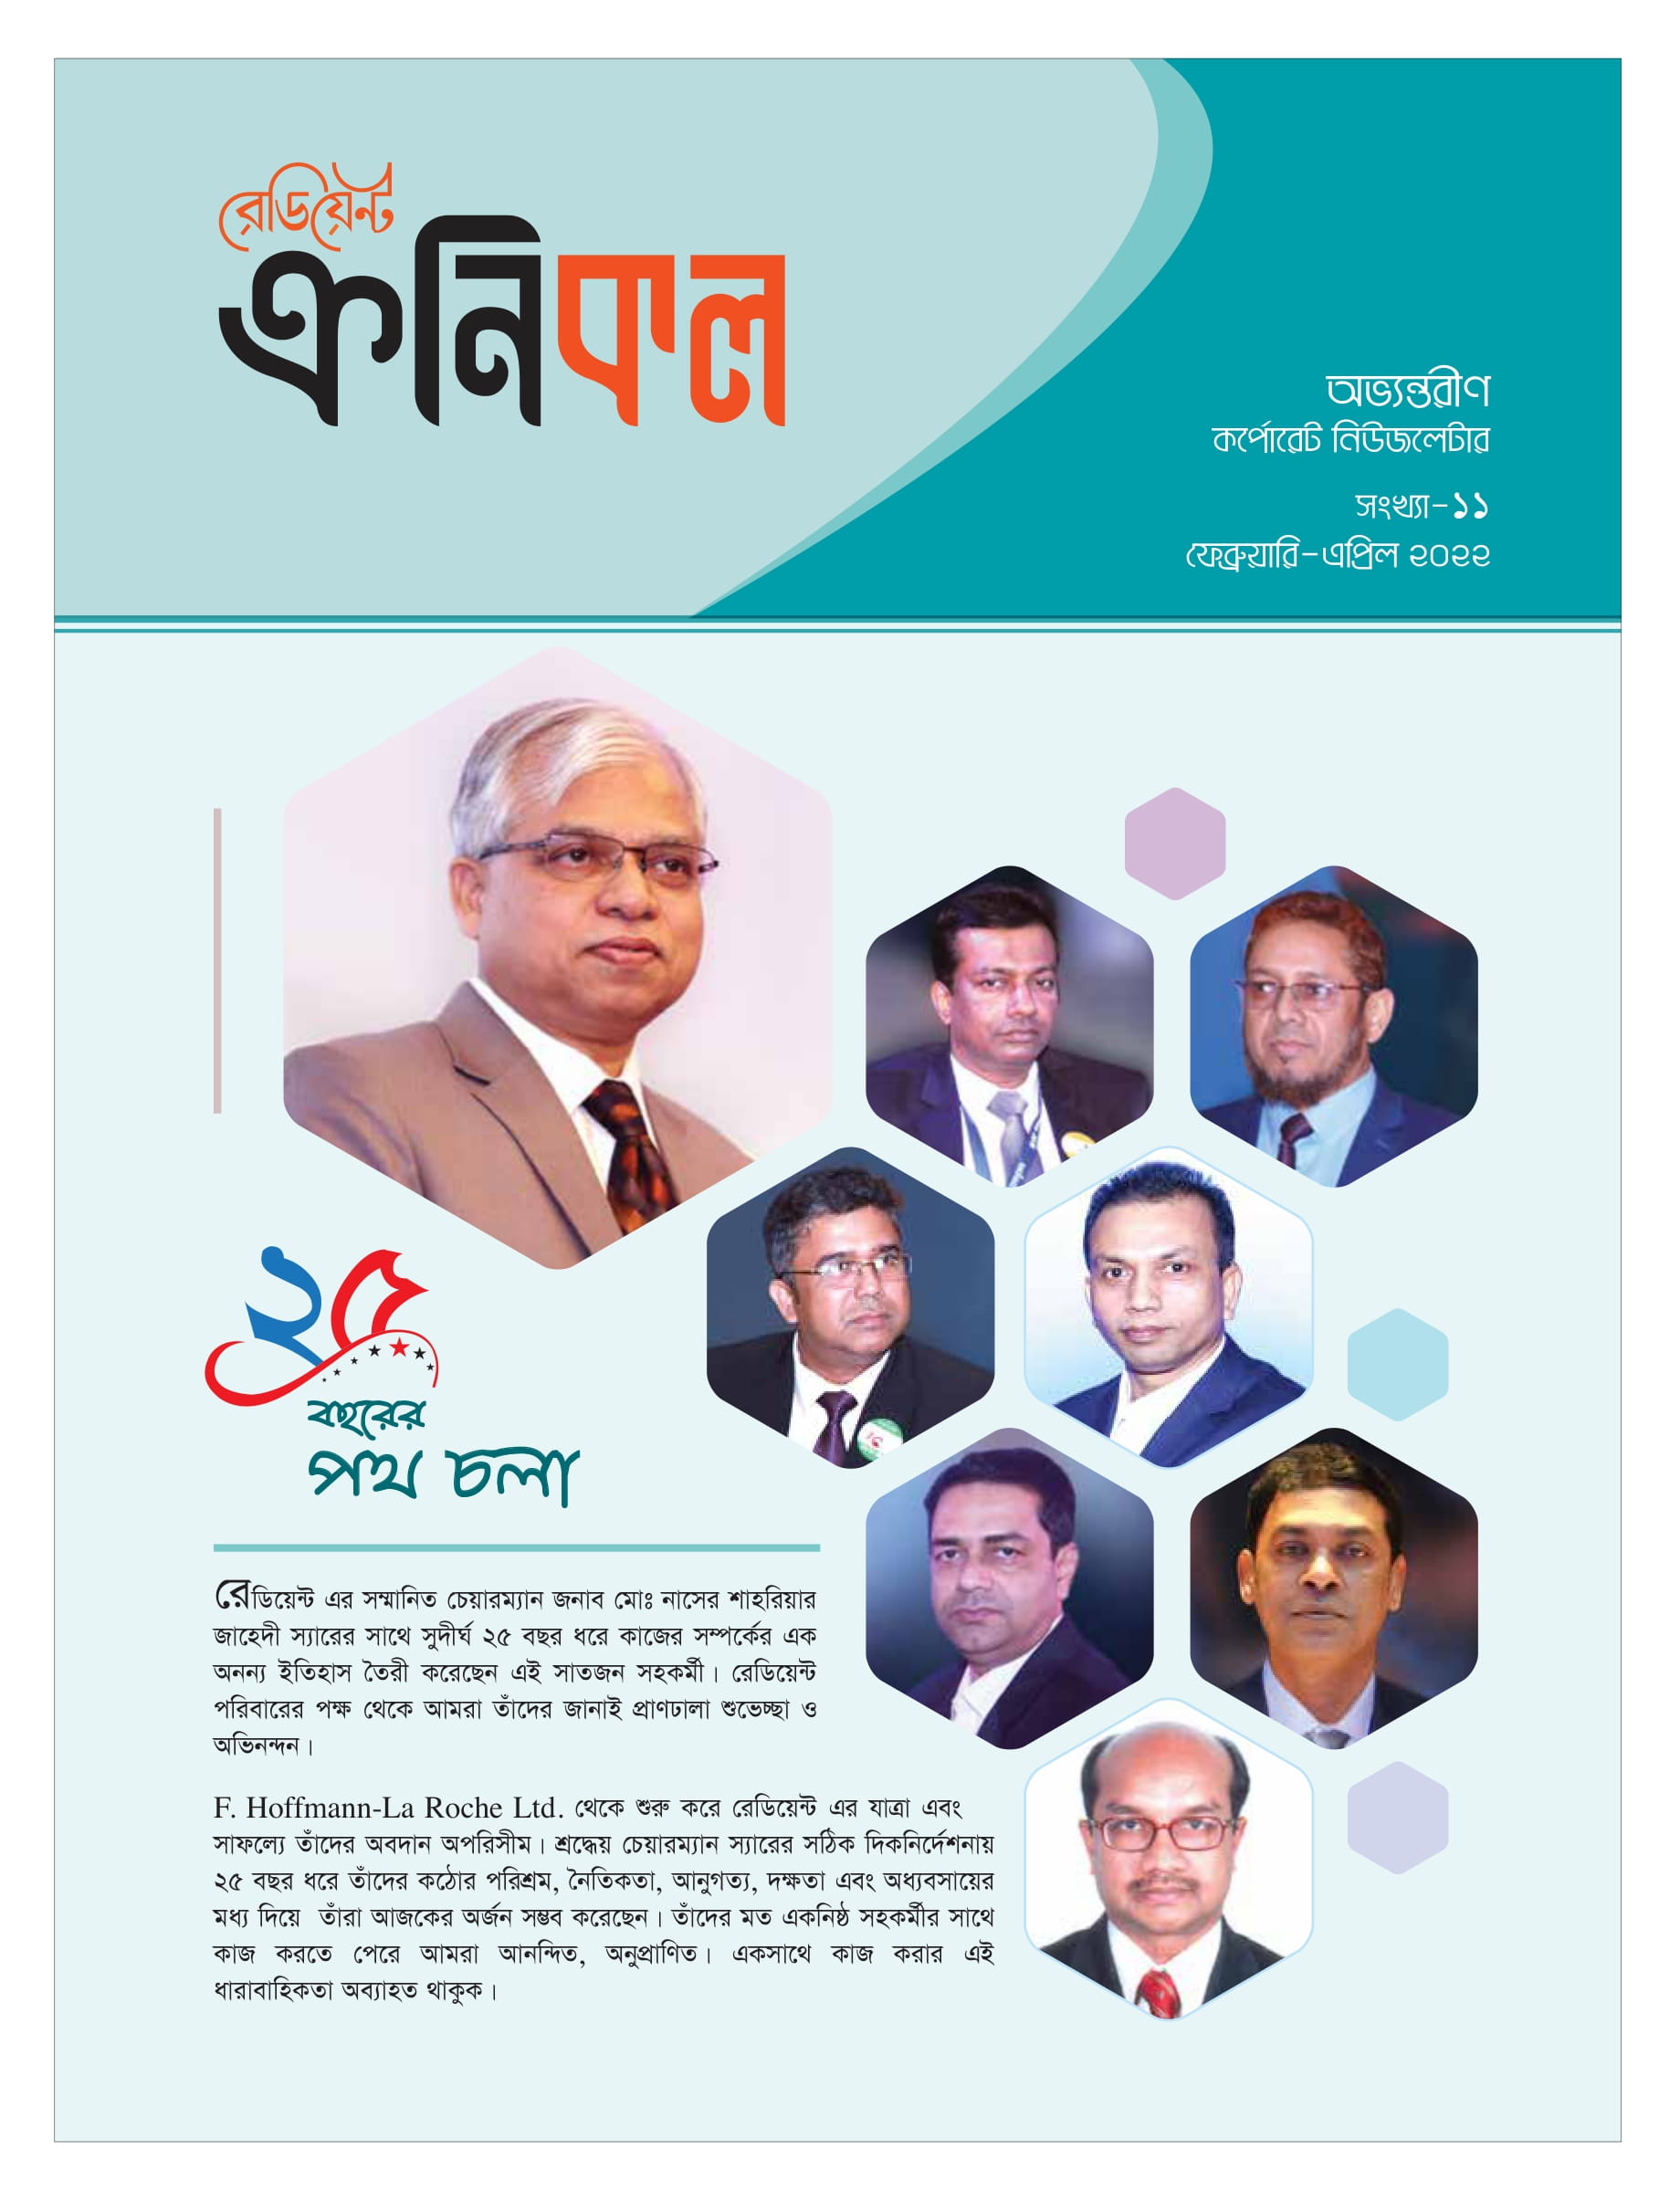 রেডিয়েন্ট
ক্রনিকল
অভ্যন্তরীণ
কর্পোরেট নিউজলেটার
সংখ্যা-১১
ফেব্রুয়ারি-এপ্রিল ২০২২
২৫
বছরের
পথ চলা
রেডিয়েন্ট এর সম্মানিত চেয়ারম্যান জনাব মোঃ নাসের শাহরিয়ার
জাহেদী স্যারের সাথে সুদীর্ঘ ২৫ বছর ধরে কাজের সম্পর্কের এক
অনন্য ইতিহাস তৈরী করেছেন এই সাতজন সহকর্মী। রেডিয়েন্ট
পরিবারের পক্ষ থেকে আমরা তাঁদের জানাই প্রাণঢালা শুভেচ্ছা ও
অভিনন্দন।
F. Hoffmann-La Roche Ltd. থেকে শুরু করে রেডিয়েন্ট এর যাত্রা এবং
সাফল্যে তাঁদের অবদান অপরিসীম। শ্রদ্ধেয় চেয়ারম্যান স্যারের সঠিক দিকনির্দেশনায়
২৫ বছর ধরে তাঁদের কঠোর পরিশ্রম, নৈতিকতা, আনুগত্য, দক্ষতা এবং অধ্যবসায়ের
মধ্য দিয়ে তাঁরা আজকের অর্জন সম্ভব করেছেন। তাঁদের মত একনিষ্ঠ সহকর্মীর সাথে
কাজ করতে পেরে আমরা আনন্দিত, অনুপ্রাণিত। একসাথে কাজ করার এই
ধারাবাহিকতা অব্যাহত থাকুক।